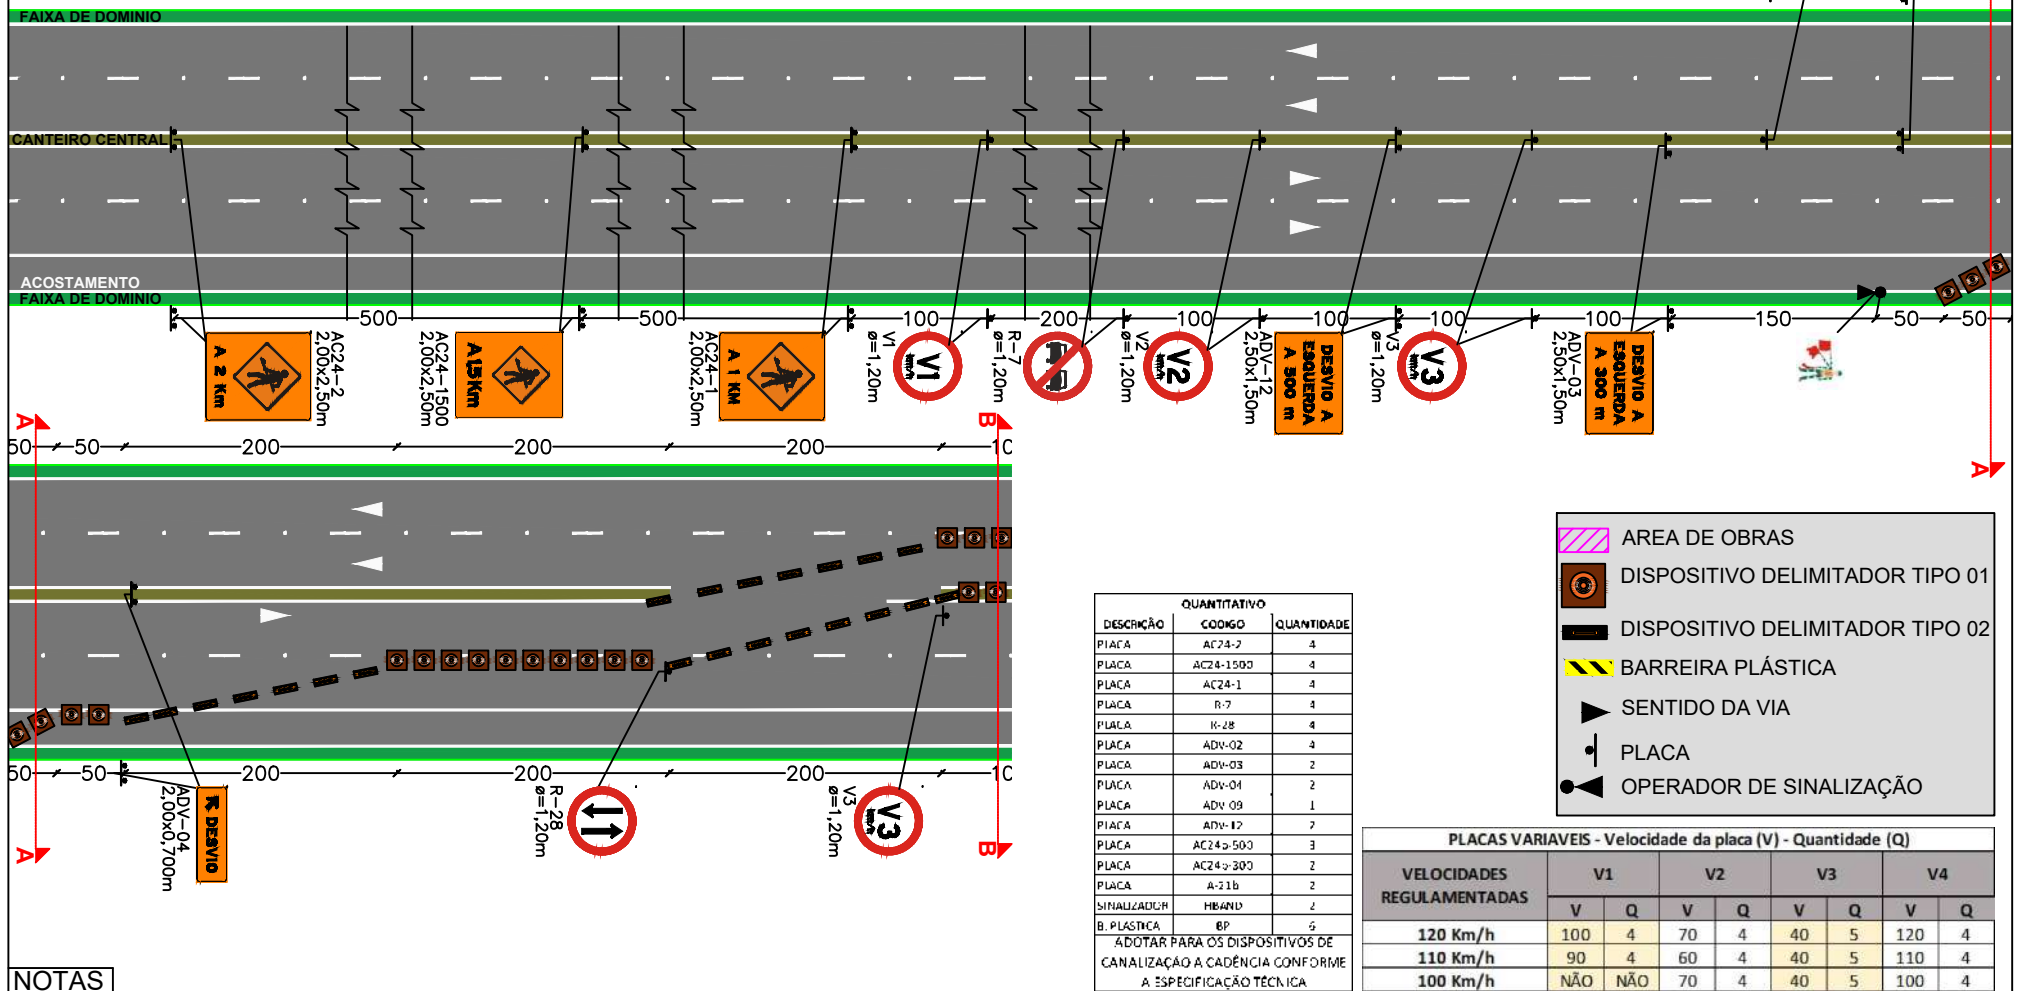 FAIXA DE DOMINIO
CANTEIRO CENTRAL
ACOSTAMENTO
FAIXA DE DOMINIO
500
500
100
200
100
100
100
100
150
50
50
A 2 Km
AC24-2
2,00x2,50m
A 1,5 Km
AC24-1500
2,00x2,50m
A 1 KM
AC24-1
2,00x2,50m
V1
km/h
V1
ø=1,20m
R-7
ø=1,20m
V2
km/h
V2
ø=1,20m
DESVIO A
ESQUERDA
A 500 m
ADV-12
2,50x1,50m
V3
km/h
V3
ø=1,20m
DESVIO A
ESQUERDA
A 300 m
ADV-03
2,50x1,50m
A
A
B
50
50
200
200
200
10
50
50
200
200
200
10
A
B
DESVIO
ADV-04
2,00x0,700m
R-28
ø=1,20m
V3
km/h
V3
ø=1,20m
AREA DE OBRAS
DISPOSITIVO DELIMITADOR TIPO 01
DISPOSITIVO DELIMITADOR TIPO 02
BARREIRA PLÁSTICA
SENTIDO DA VIA
PLACA
OPERADOR DE SINALIZAÇÃO
QUANTITATIVO
DESCRIÇÃO CODIGO QUANTIDADE
PLACA AC24-2 4
PLACA AC24-1500 4
PLACA AC24-1 4
PLACA R-7 4
PLACA R-28 4
PLACA ADV-02 4
PLACA ADV-03 2
PLACA ADV-04 2
PLACA ADV-09 1
PLACA ADV-12 2
PLACA AC24b-500 3
PLACA AC24b-300 2
PLACA A-21b 2
SINALIZADOR HBAND 2
B. PLASTICA BP 6
ADOTAR PARA OS DISPOSITIVOS DE
CANALIZAÇÃO A CADÊNCIA CONFORME
A ESPECIFICAÇÃO TÉCNICA
PLACAS VARIAVEIS - Velocidade da placa (V) - Quantidade (Q)
VELOCIDADES REGULAMENTADAS V1 V2 V3 V4
V Q V Q V Q V Q
120 Km/h 100 4 70 4 40 5 120 4
110 Km/h 90 4 60 4 40 5 110 4
100 Km/h NÃO NÃO 70 4 40 5 100 4
NOTAS